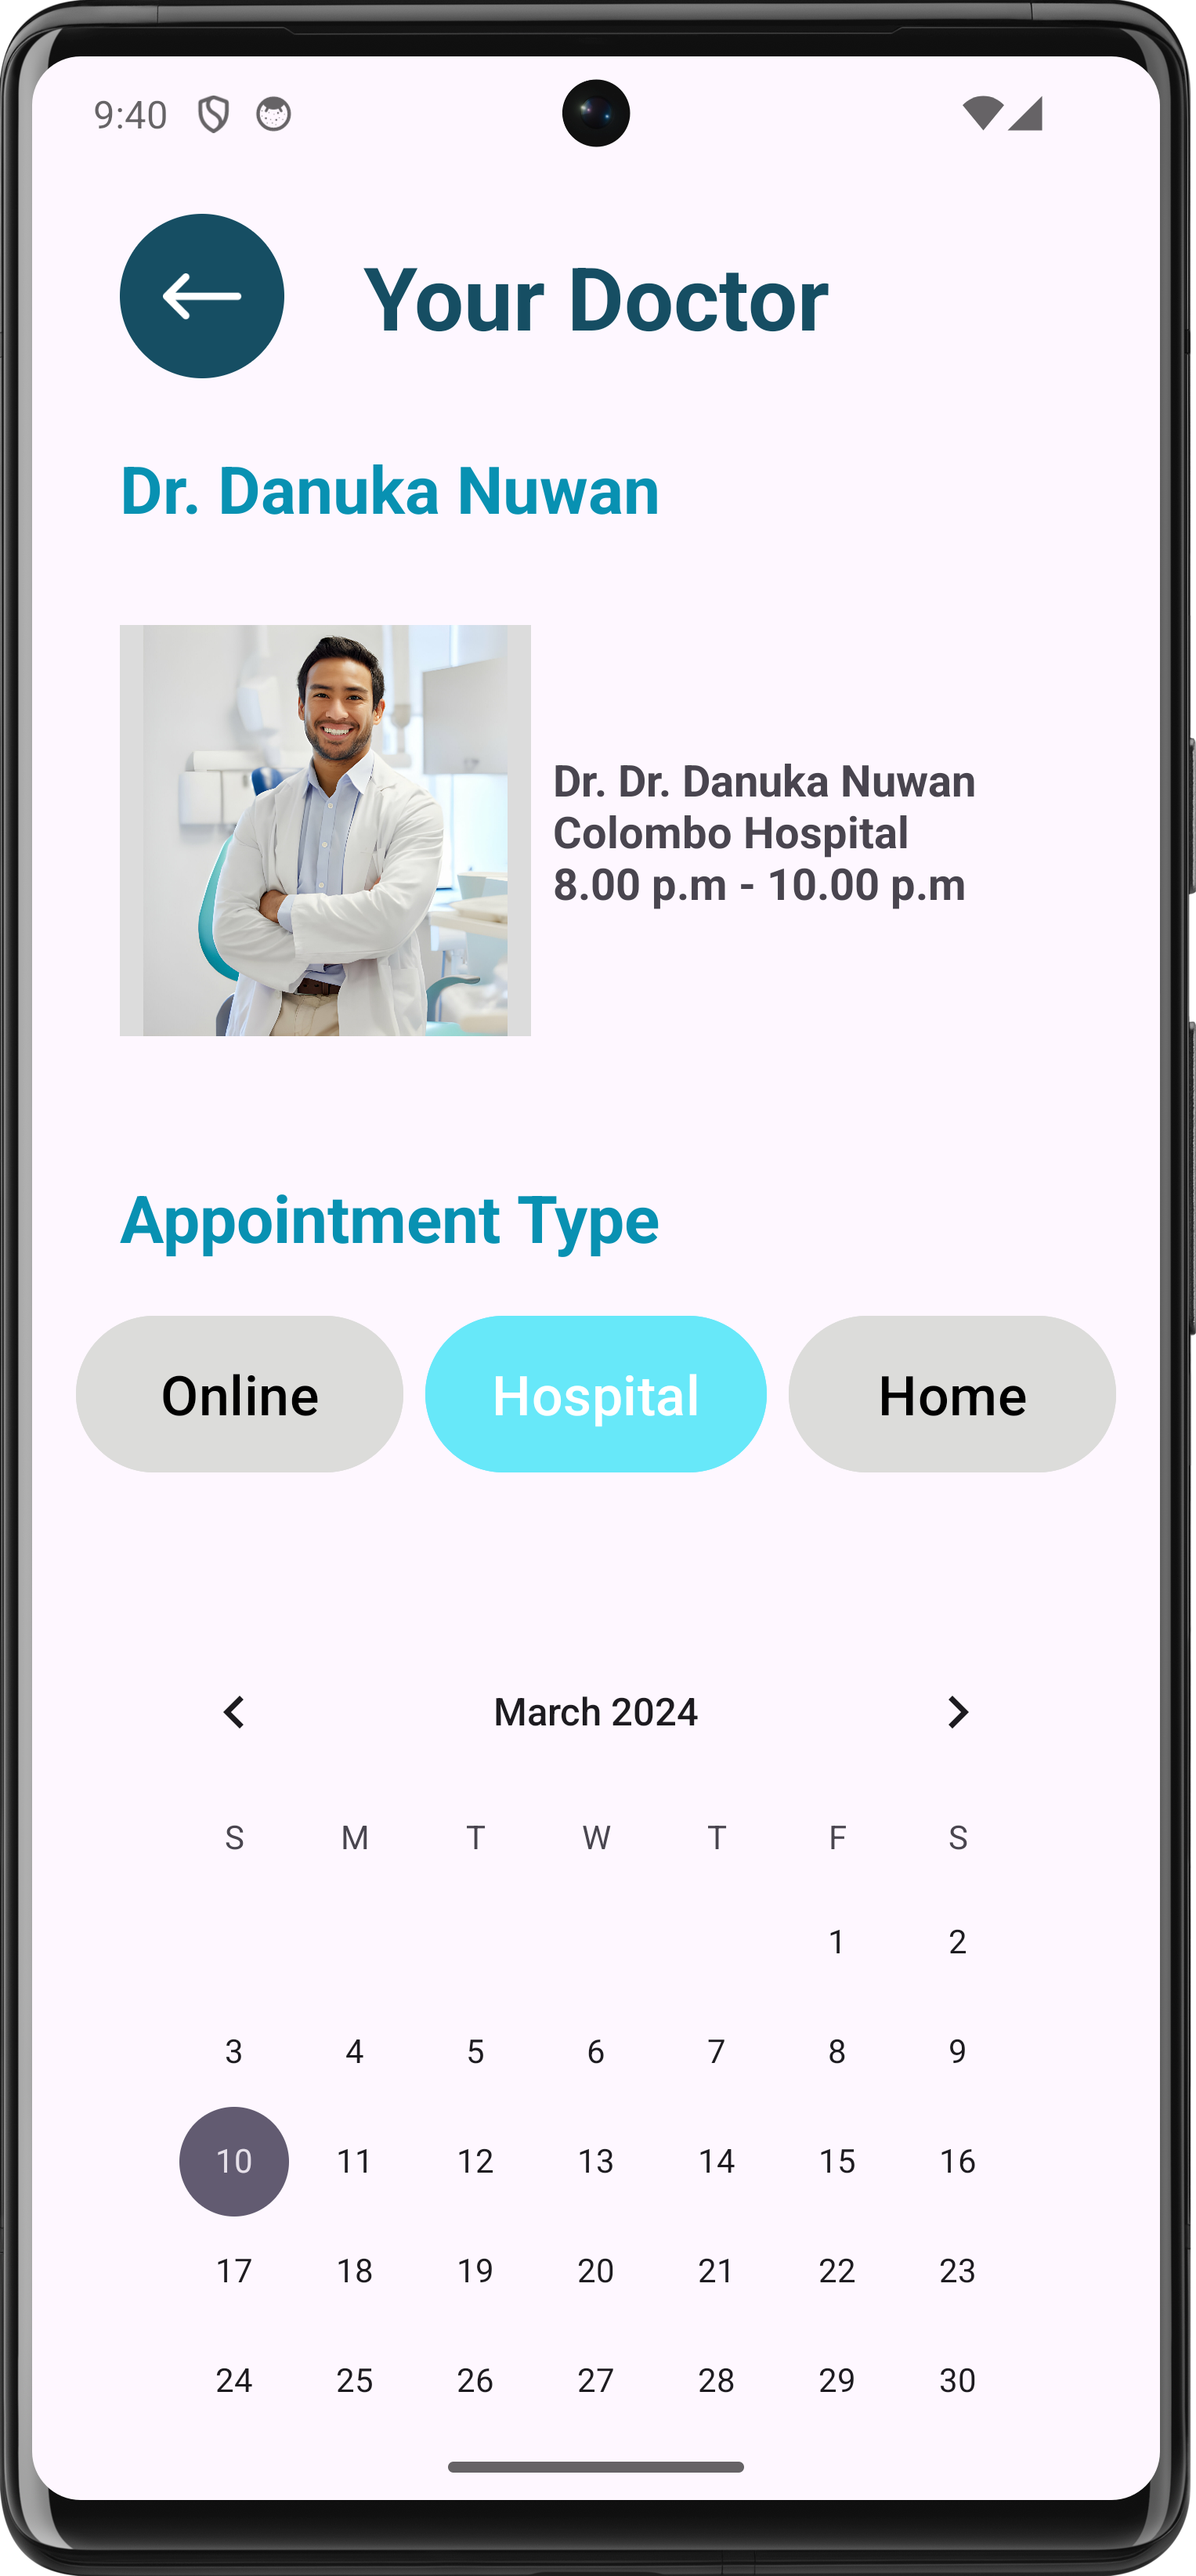 9:40
Your Doctor
Dr. Danuka Nuwan
Dr. Dr. Danuka Nuwan
Colombo Hospital
8.00 p.m - 10.00 p.m
Appointment Type
Online Hospital Home
March 2024
S M T W T F S
1 2
3 4 5 6 7 8 9
10 11 12 13 14 15 16
17 18 19 20 21 22 23
24 25 26 27 28 29 30